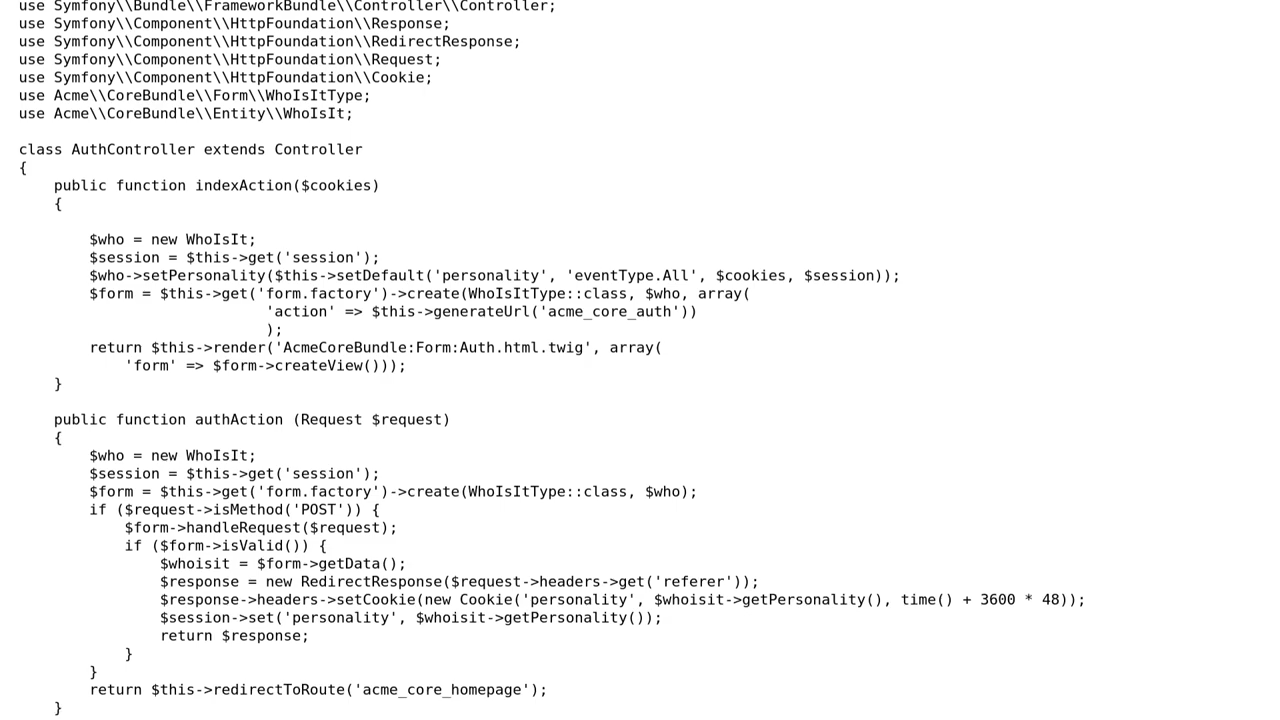 use Symfony\\Bundle\\FrameworkBundle\\Controller\\Controller;
use Symfony\\Component\\HttpFoundation\\Response;
use Symfony\\Component\\HttpFoundation\\RedirectResponse;
use Symfony\\Component\\HttpFoundation\\Request;
use Symfony\\Component\\HttpFoundation\\Cookie;
use Acme\\CoreBundle\\Form\\WhoIsItType;
use Acme\\CoreBundle\\Entity\\WhoIsIt;

class AuthController extends Controller
{
    public function indexAction($cookies)
    {

        $who = new WhoIsIt;
        $session = $this->get('session');
        $who->setPersonality($this->setDefault('personality', 'eventType.All', $cookies, $session));
        $form = $this->get('form.factory')->create(WhoIsItType::class, $who, array(
                            'action' => $this->generateUrl('acme_core_auth'))
                            );
        return $this->render('AcmeCoreBundle:Form:Auth.html.twig', array(
            'form' => $form->createView()));
    }

    public function authAction (Request $request)
    {
        $who = new WhoIsIt;
        $session = $this->get('session');
        $form = $this->get('form.factory')->create(WhoIsItType::class, $who);
        if ($request->isMethod('POST')) {
            $form->handleRequest($request);
            if ($form->isValid()) {
                $whoisit = $form->getData();
                $response = new RedirectResponse($request->headers->get('referer'));
                $response->headers->setCookie(new Cookie('personality', $whoisit->getPersonality(), time() + 3600 * 48));
                $session->set('personality', $whoisit->getPersonality());
                return $response;
            }
        }
        return $this->redirectToRoute('acme_core_homepage');
    }